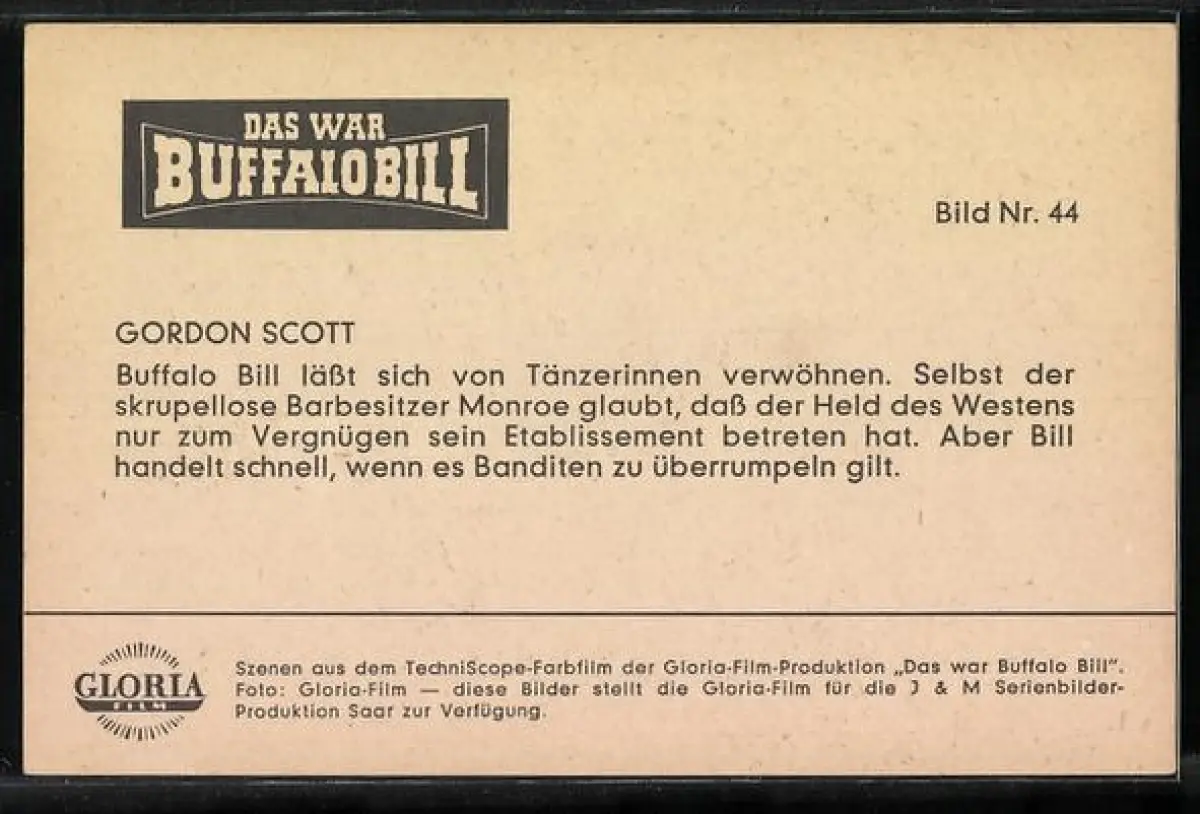 DAS WAR
BUFFALO BILL
Bild Nr. 44
GORDON SCOTT
Buffalo Bill läßt sich von Tänzerinnen verwöhnen. Selbst der
skrupellose Barbesitzer Monroe glaubt, daß der Held des Westens
nur zum Vergnügen sein Etablissement betreten hat. Aber Bill
handelt schnell, wenn es Banditen zu überrumpeln gilt.
GLORIA
FILM
Szenen aus dem TechniScope-Farbfilm der Gloria-Film-Produktion „Das war Buffalo Bill".
Foto: Gloria-Film — diese Bilder stellt die Gloria-Film für die J & M Serienbilder-
Produktion Saar zur Verfügung.